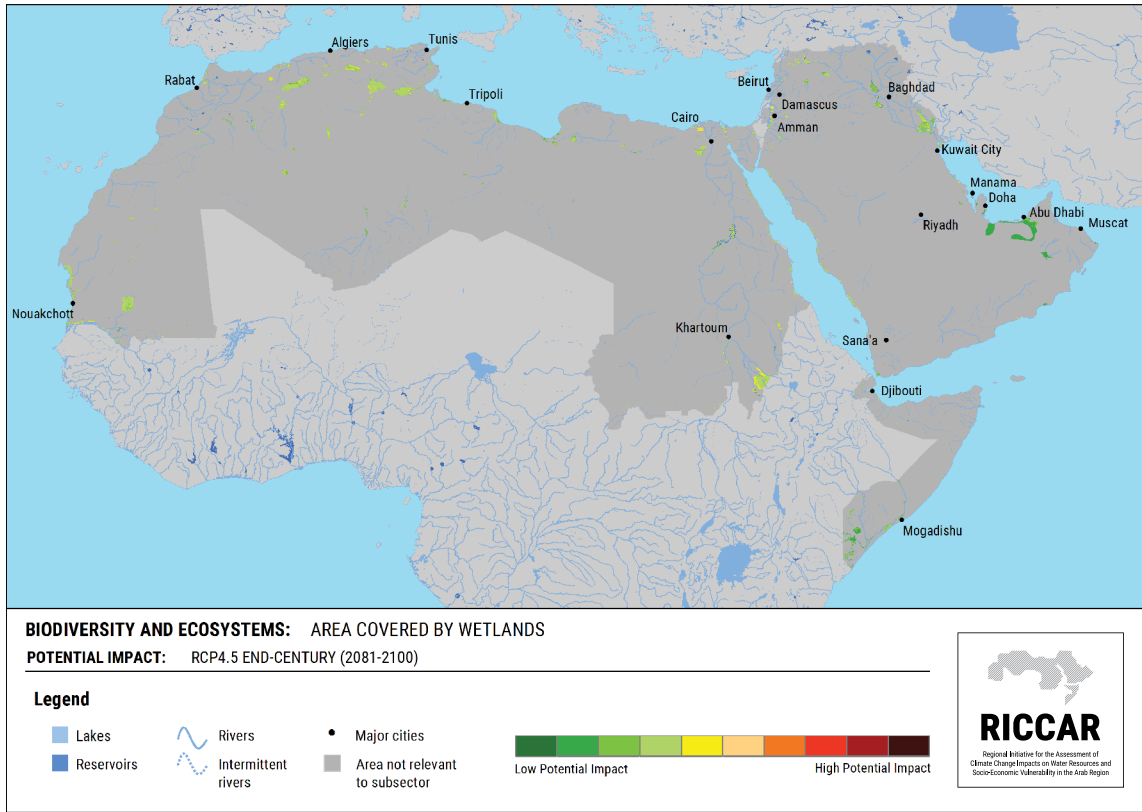 Algiers
Tunis
Rabat
Tripoli
Beirut
Damascus
Baghdad
Cairo
Amman
Kuwait City
Manama
Doha
Abu Dhabi
Riyadh
Muscat
Nouakchott
Khartoum
Sana'a
Djibouti
Mogadishu
BIODIVERSITY AND ECOSYSTEMS: AREA COVERED BY WETLANDS
POTENTIAL IMPACT: RCP4.5 END-CENTURY (2081-2100)
Legend
Lakes
Reservoirs
Rivers
Intermittent
rivers
Major cities
Area not relevant
to subsector
Low Potential Impact
High Potential Impact
RICCAR
Regional Initiative for the Assessment of
Climate Change Impacts on Water Resources and
Socio-Economic Vulnerability in the Arab Region